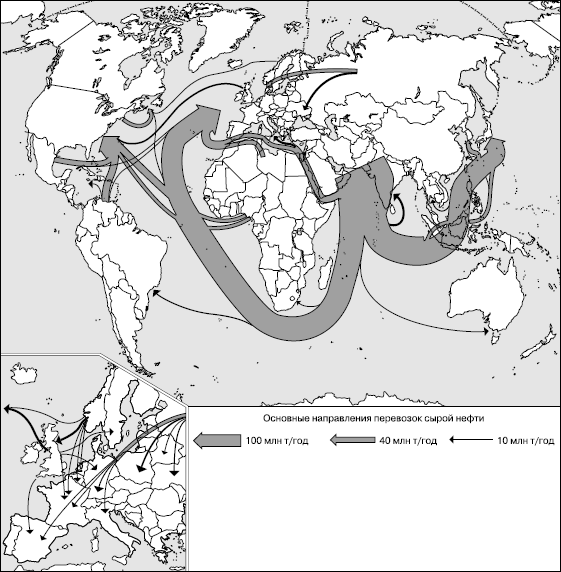 Основные направления перевозок сырой нефти
100 млн т/год 40 млн т/год 10 млн т/год